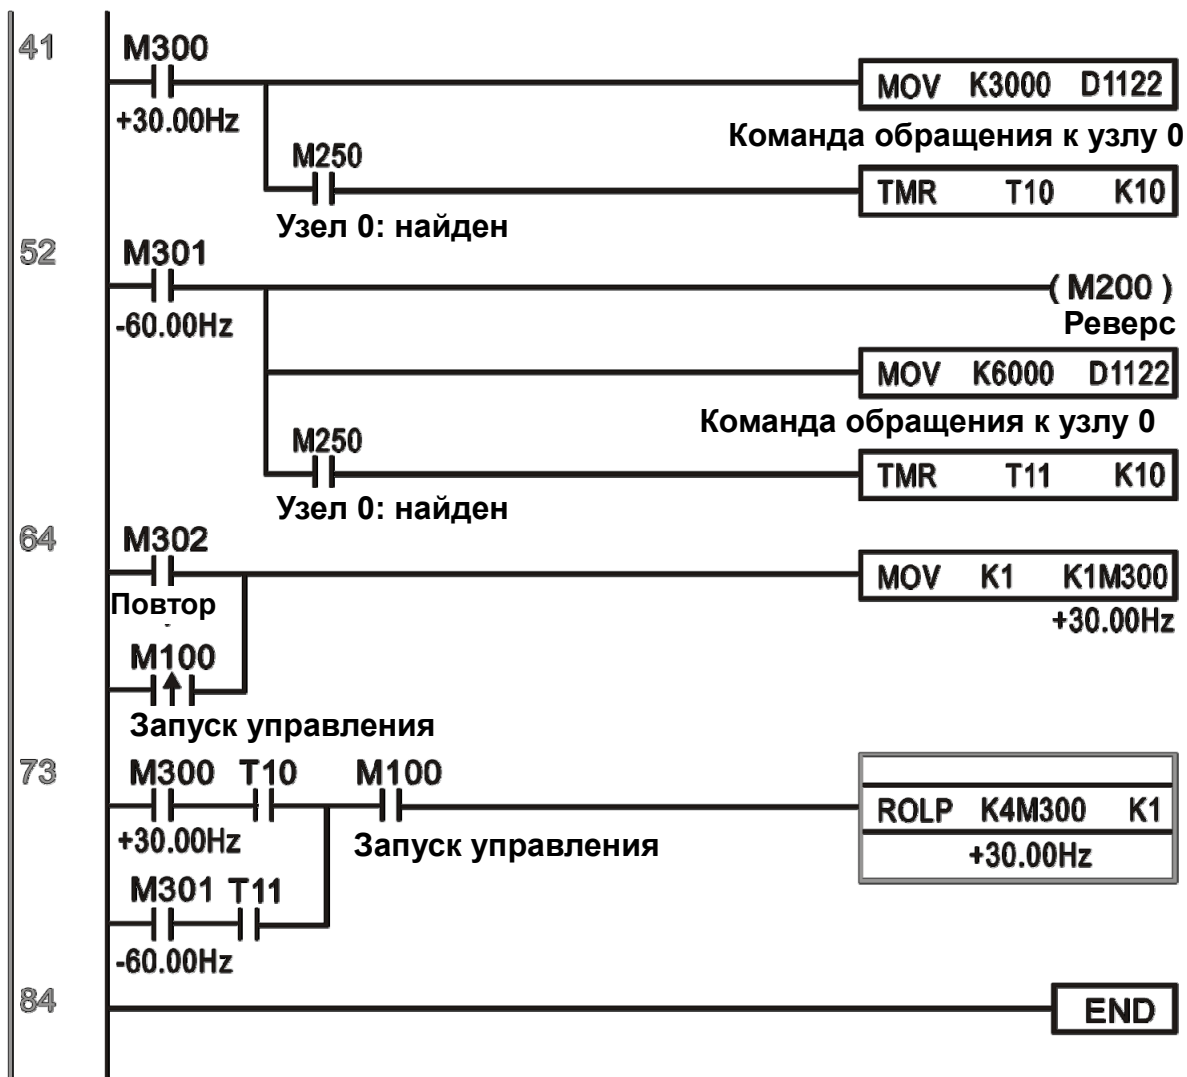 41
M300
+30.00Hz
MOV K3000 D1122
Команда обращения к узлу 0
M250
TMR T10 K10
Узел 0: найден
52
M301
-60.00Hz
( M200 )
Реверс
MOV K6000 D1122
Команда обращения к узлу 0
M250
TMR T11 K10
Узел 0: найден
64
M302
Повтор
MOV K1 K1M300
+30.00Hz
M100
Запуск управления
73
M300 T10 M100
+30.00Hz
Запуск управления
ROLP K4M300 K1
+30.00Hz
M301 T11
-60.00Hz
84
END